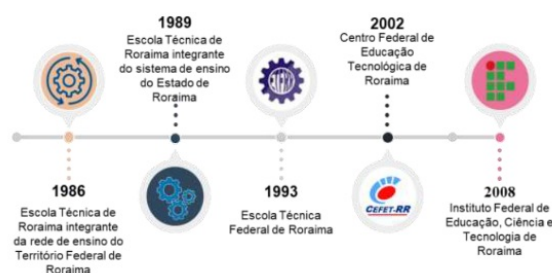 1989
Escola Técnica de
Roraima integrante
do sistema de ensino
do Estado de
Roraima
2002
Centro Federal de
Educação
Tecnológica de
Roraima
1986
Escola Técnica de
Roraima integrante
da rede de ensino do
Território Federal de
Roraima
1993
Escola Técnica
Federal de Roraima
CEFET-RR
2008
Instituto Federal de
Educação, Ciência e
Tecnologia de
Roraima